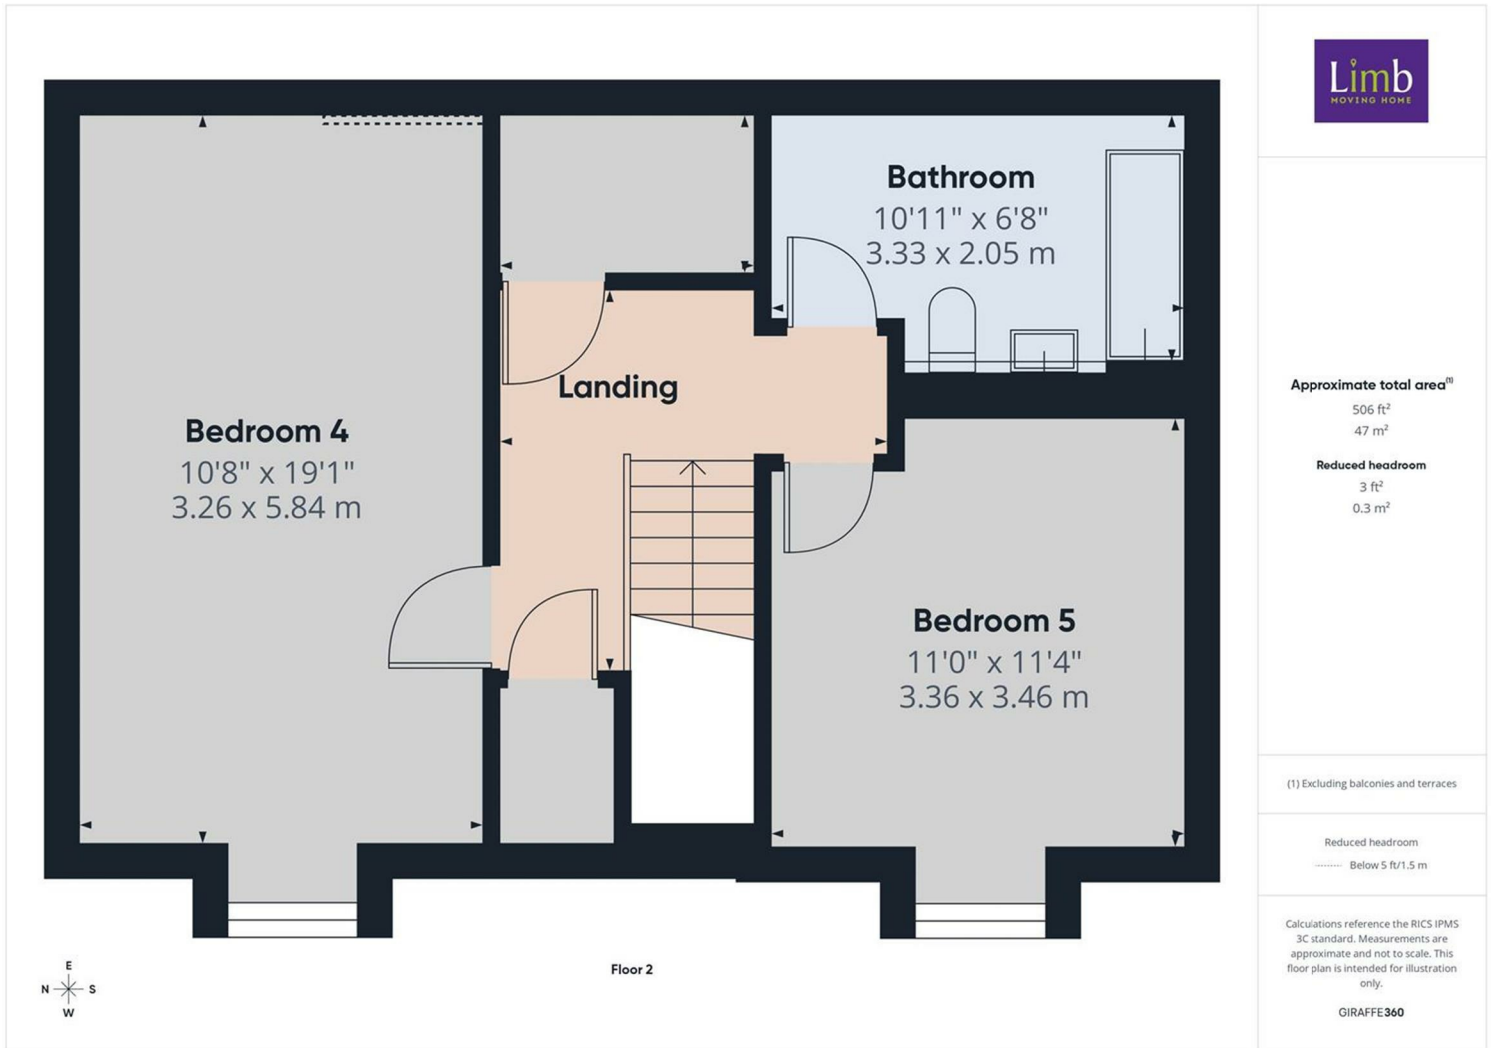 Limb
MOVING HOME
Bathroom
10'11" x 6'8"
3.33 x 2.05 m
Landing
Bedroom 4
10'8" x 19'1"
3.26 x 5.84 m
Bedroom 5
11'0" x 11'4"
3.36 x 3.46 m
Floor 2
E
N S
W
Approximate total area(1)
506 ft²
47 m²
Reduced headroom
3 ft²
0.3 m²
(1) Excluding balconies and terraces
Reduced headroom
Below 5 ft/1.5 m
Calculations reference the RICS IPMS
3C standard. Measurements are
approximate and not to scale. This
floor plan is intended for illustration
only.
GIRAFFE360